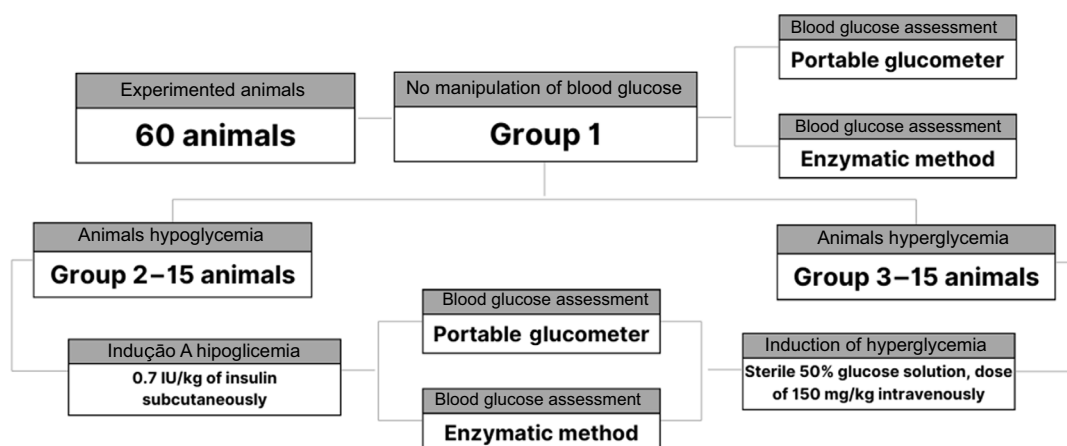 Experimented animals
60 animals
No manipulation of blood glucose
Group 1
Blood glucose assessment
Portable glucometer
Blood glucose assessment
Enzymatic method
Animals hypoglycemia
Group 2–15 animals
Animals hyperglycemia
Group 3–15 animals
Indução A hipoglicemia
0.7 IU/kg of insulin
subcutaneously
Blood glucose assessment
Portable glucometer
Blood glucose assessment
Enzymatic method
Induction of hyperglycemia
Sterile 50% glucose solution, dose
of 150 mg/kg intravenously